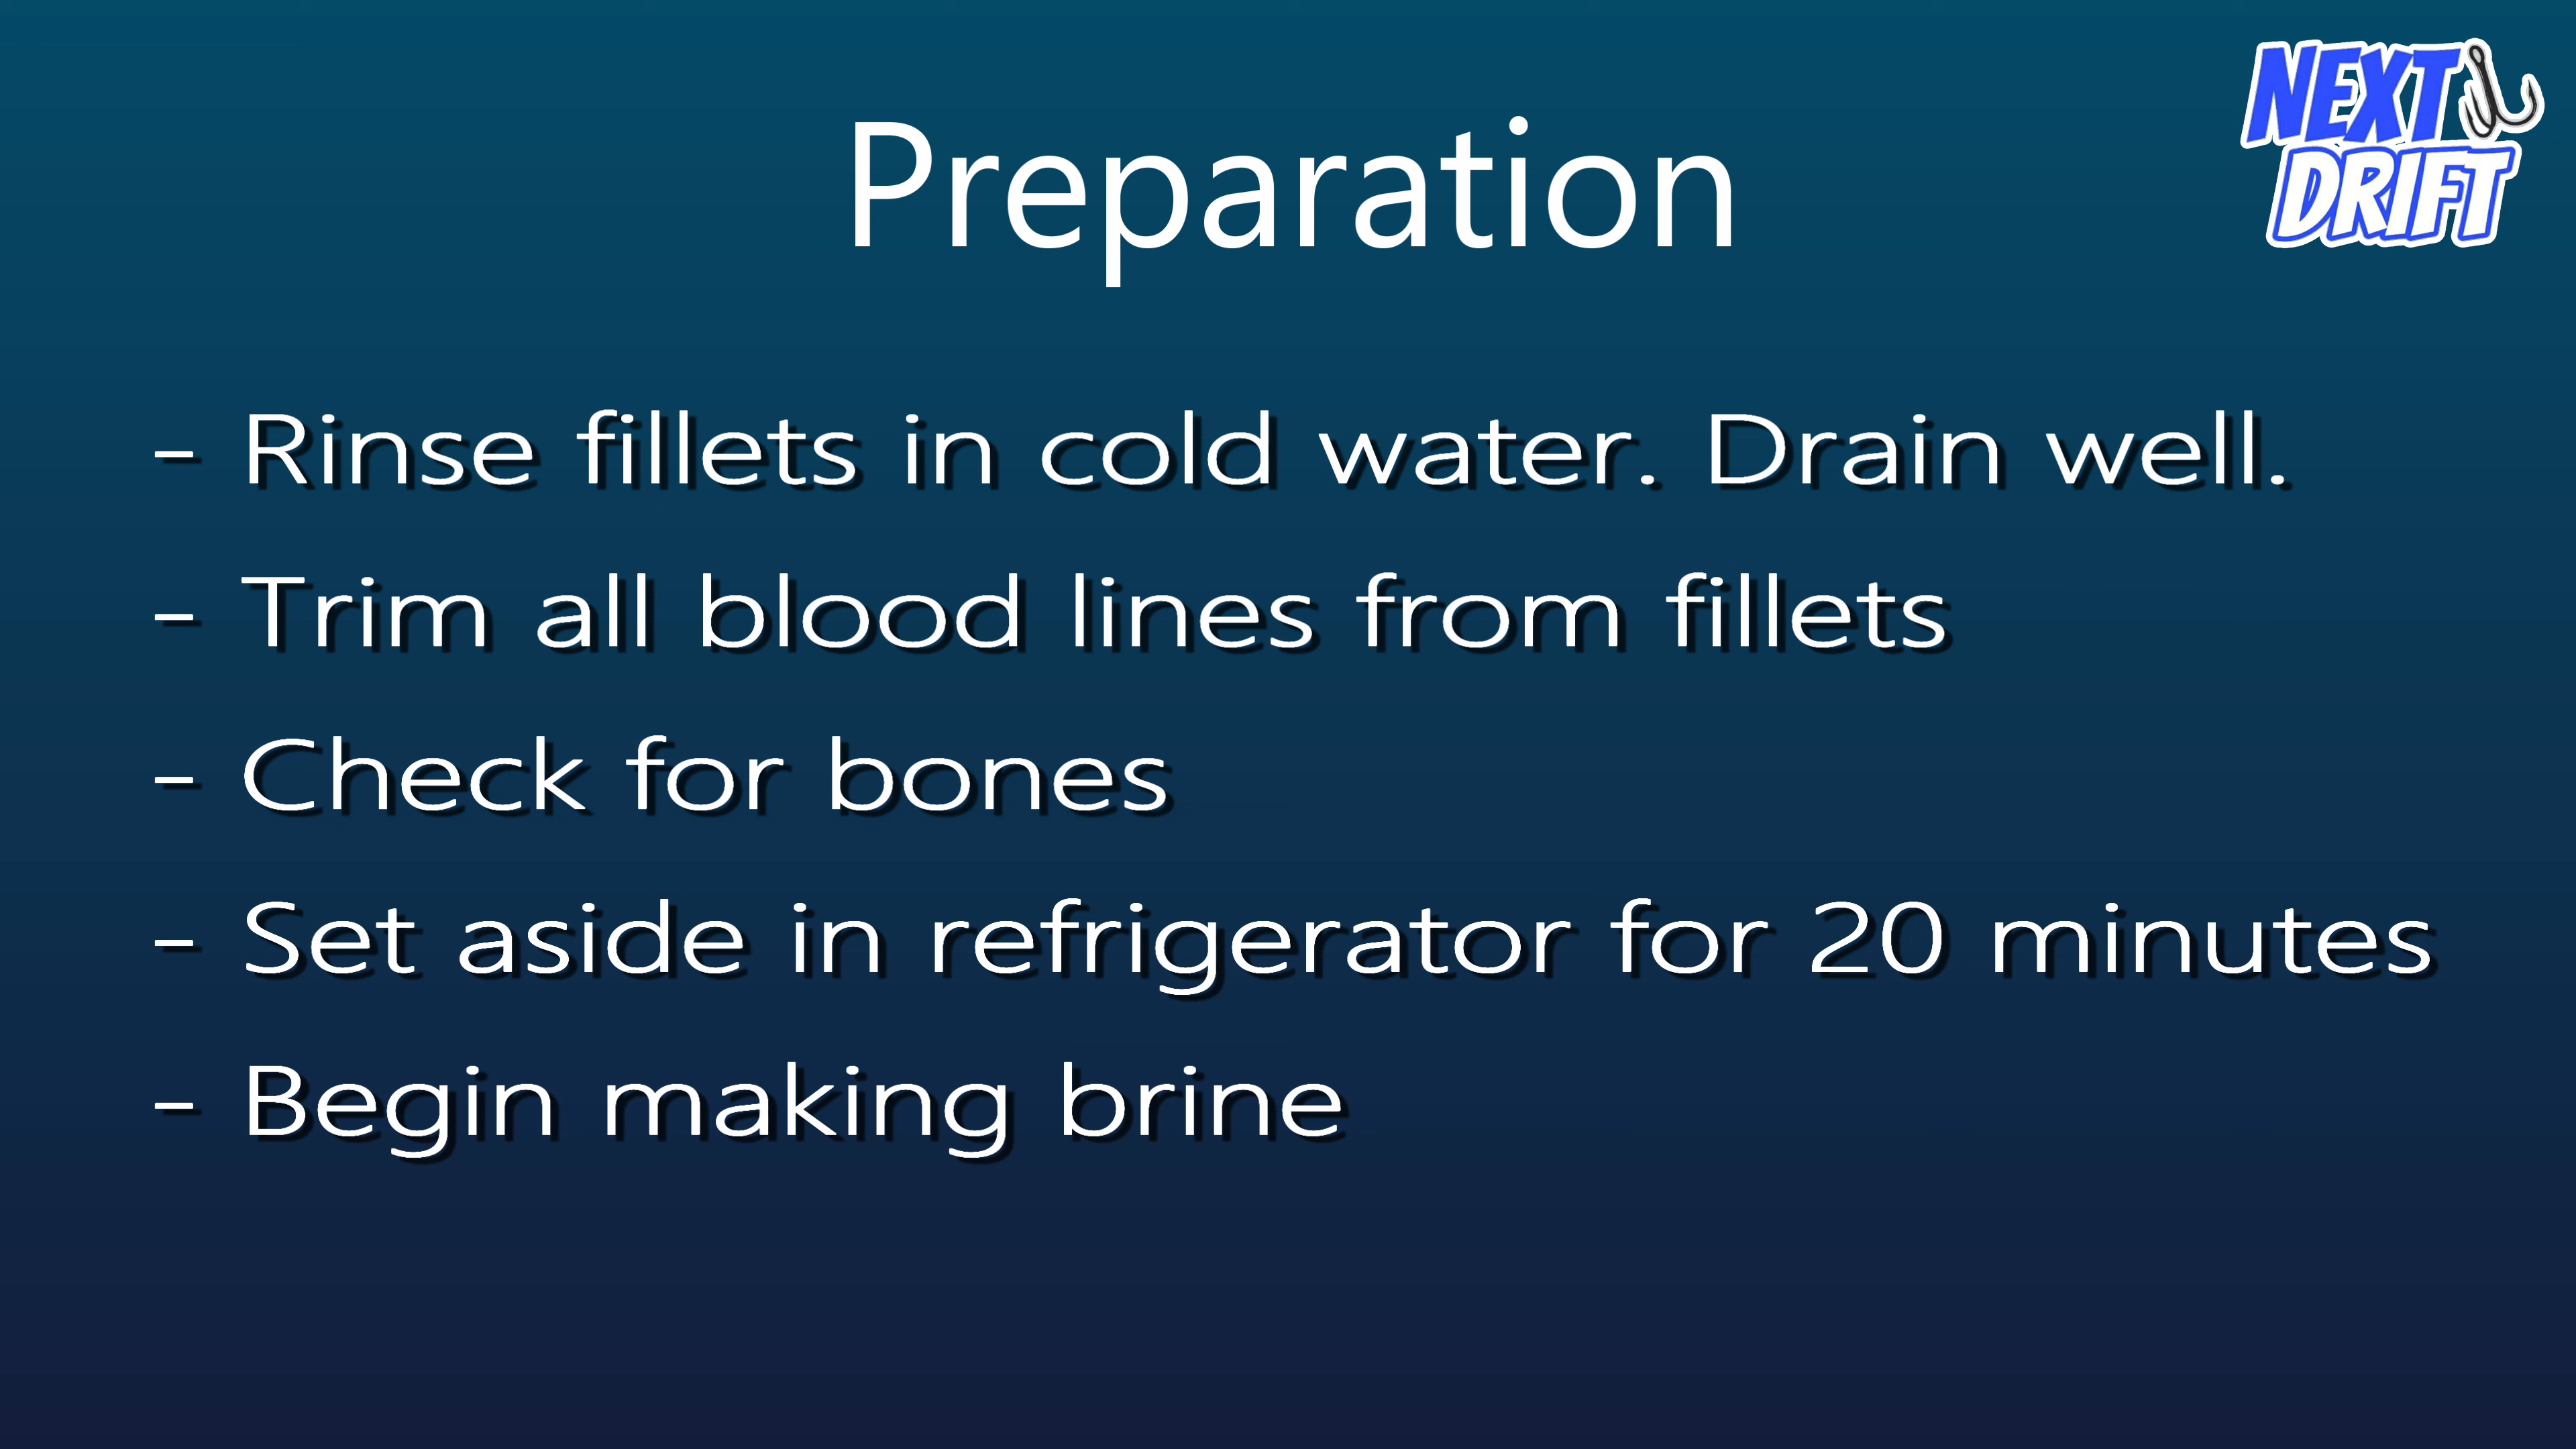 Preparation
NEXT
DRIFT
- Rinse fillets in cold water. Drain well.
- Trim all blood lines from fillets
- Check for bones
- Set aside in refrigerator for 20 minutes
- Begin making brine